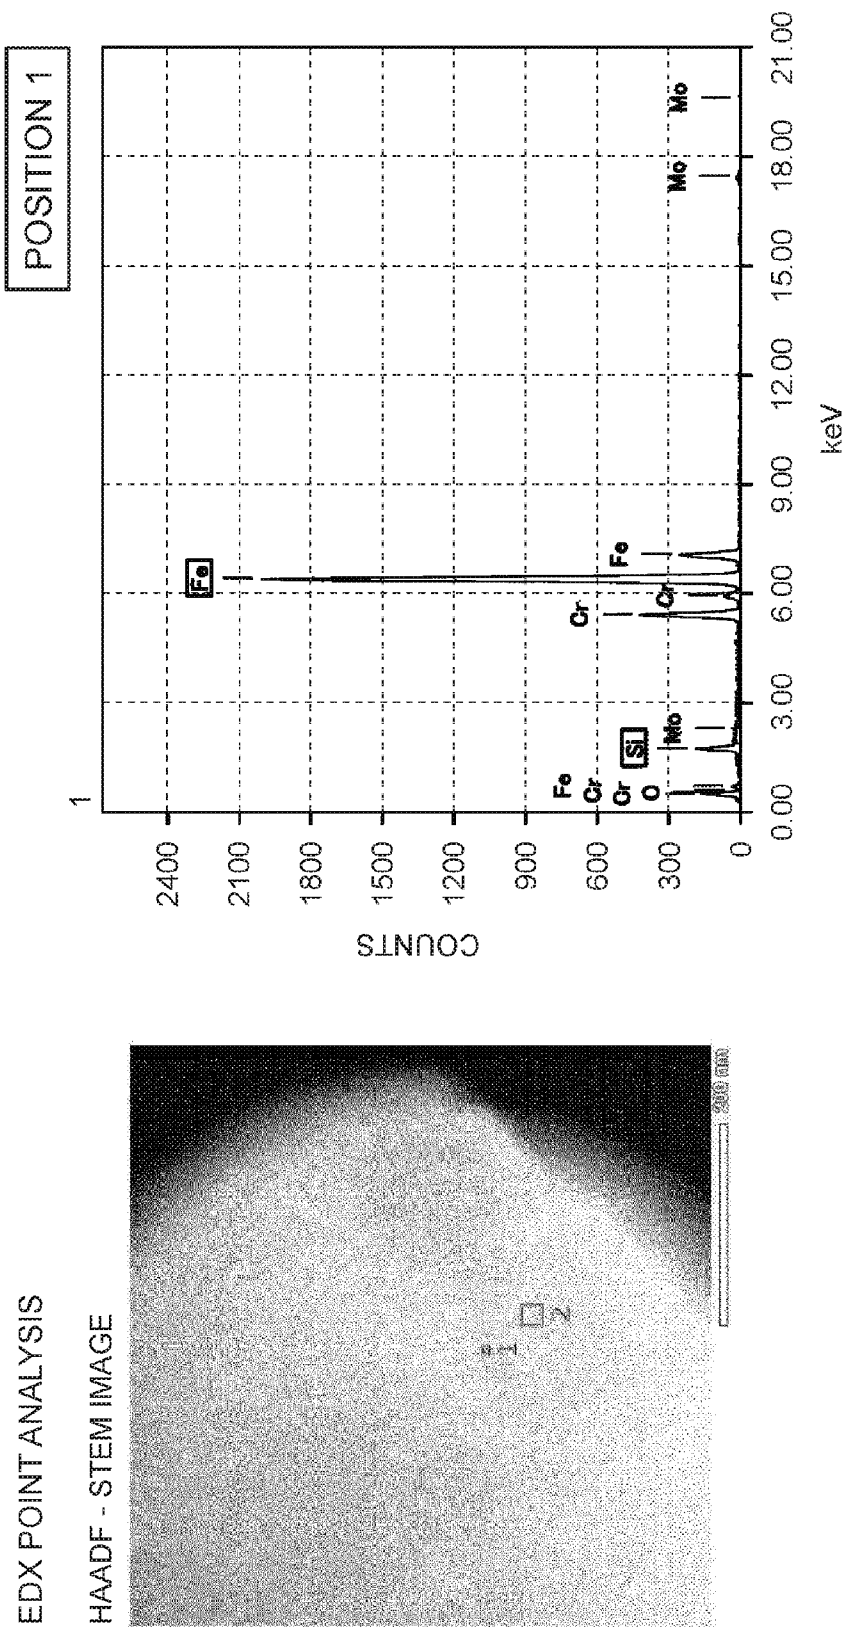 EDX POINT ANALYSIS
HAADF - STEM IMAGE
1
2
200 nm
POSITION 1
1
COUNTS
2400
2100
1800
1500
1200
900
600
300
0
Fe
Cr
Cr
O
Si
Mo
Cr
Cr
Fe
Fe
Mo
Mo
0.00
3.00
6.00
9.00
12.00
15.00
18.00
21.00
keV